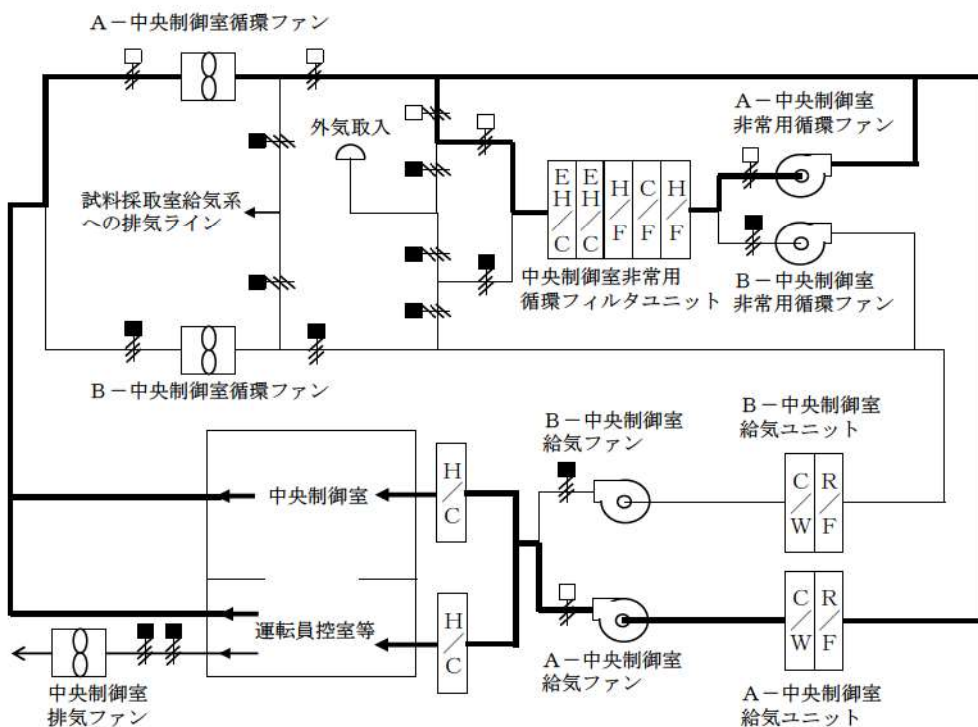 A－中央制御室循環ファン
外気取入
A－中央制御室
非常用循環ファン
試料採取室給気系
への排気ライン
EH/C
EH/C
H/F
C/F
H/F
中央制御室非常用
循環フィルタユニット
B－中央制御室
非常用循環ファン
B－中央制御室循環ファン
B－中央制御室
給気ファン
B－中央制御室
給気ユニット
中央制御室
H/C
C/W
R/F
運転員控室等
H/C
C/W
R/F
A－中央制御室
給気ファン
中央制御室
排気ファン
A－中央制御室
給気ユニット